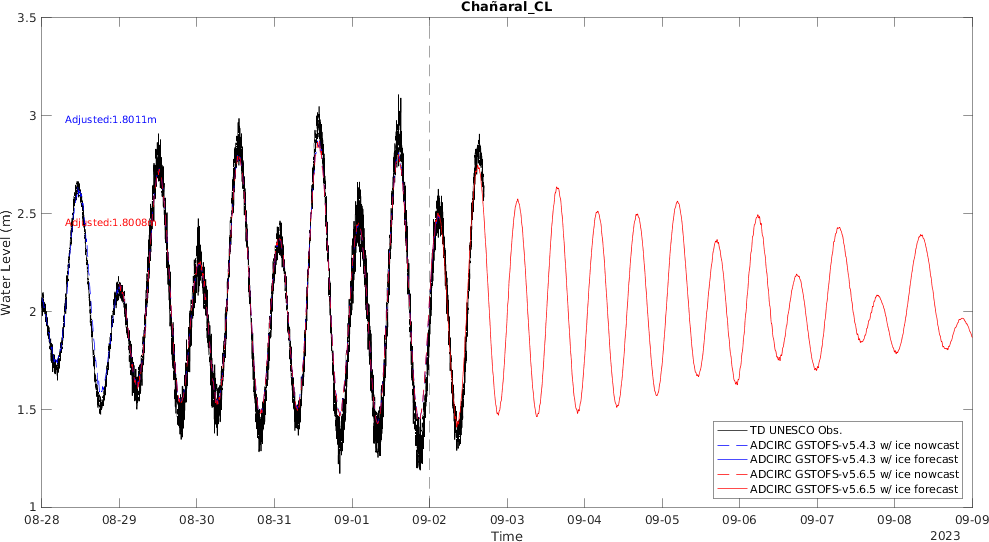 Chañaral_CL
3.5
3
2.5
2
1.5
1
Water Level (m)
Adjusted:1.8011m
Adjusted:1.8008m
TD UNESCO Obs.
ADCIRC GSTOFS-v5.4.3 w/ ice nowcast
ADCIRC GSTOFS-v5.4.3 w/ ice forecast
ADCIRC GSTOFS-v5.6.5 w/ ice nowcast
ADCIRC GSTOFS-v5.6.5 w/ ice forecast
08-28 08-29 08-30 08-31 09-01 09-02 09-03 09-04 09-05 09-06 09-07 09-08 09-09
Time
2023